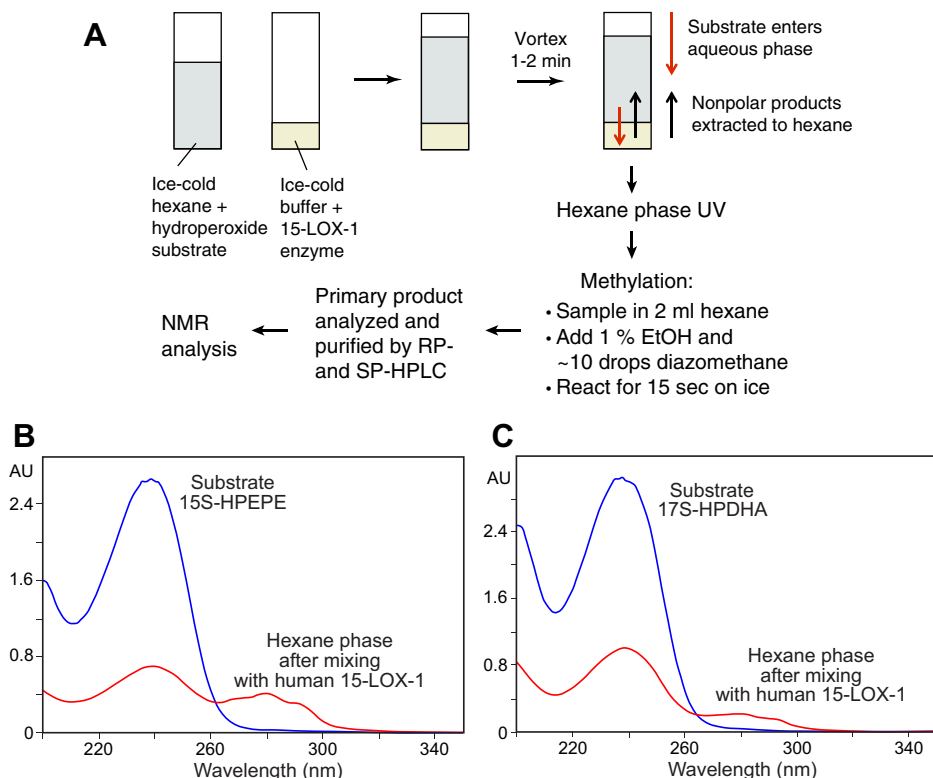 A
Vortex
1-2 min
Substrate enters
aqueous phase
Nonpolar products
extracted to hexane
Ice-cold
hexane +
hydroperoxide
substrate
Ice-cold
buffer +
15-LOX-1
enzyme
Hexane phase UV
Methylation:
• Sample in 2 ml hexane
• Add 1 % EtOH and
~10 drops diazomethane
• React for 15 sec on ice
Primary product
analyzed and
purified by RP-
and SP-HPLC
NMR
analysis
B
AU
2.4
1.6
0.8
0
Substrate
15S-HPEPE
Hexane phase
after mixing
with human 15-LOX-1
220
260
300
340
Wavelength (nm)
C
AU
2.4
1.6
0.8
0
Substrate
17S-HPDHA
Hexane phase
after mixing
with human 15-LOX-1
220
260
300
340
Wavelength (nm)